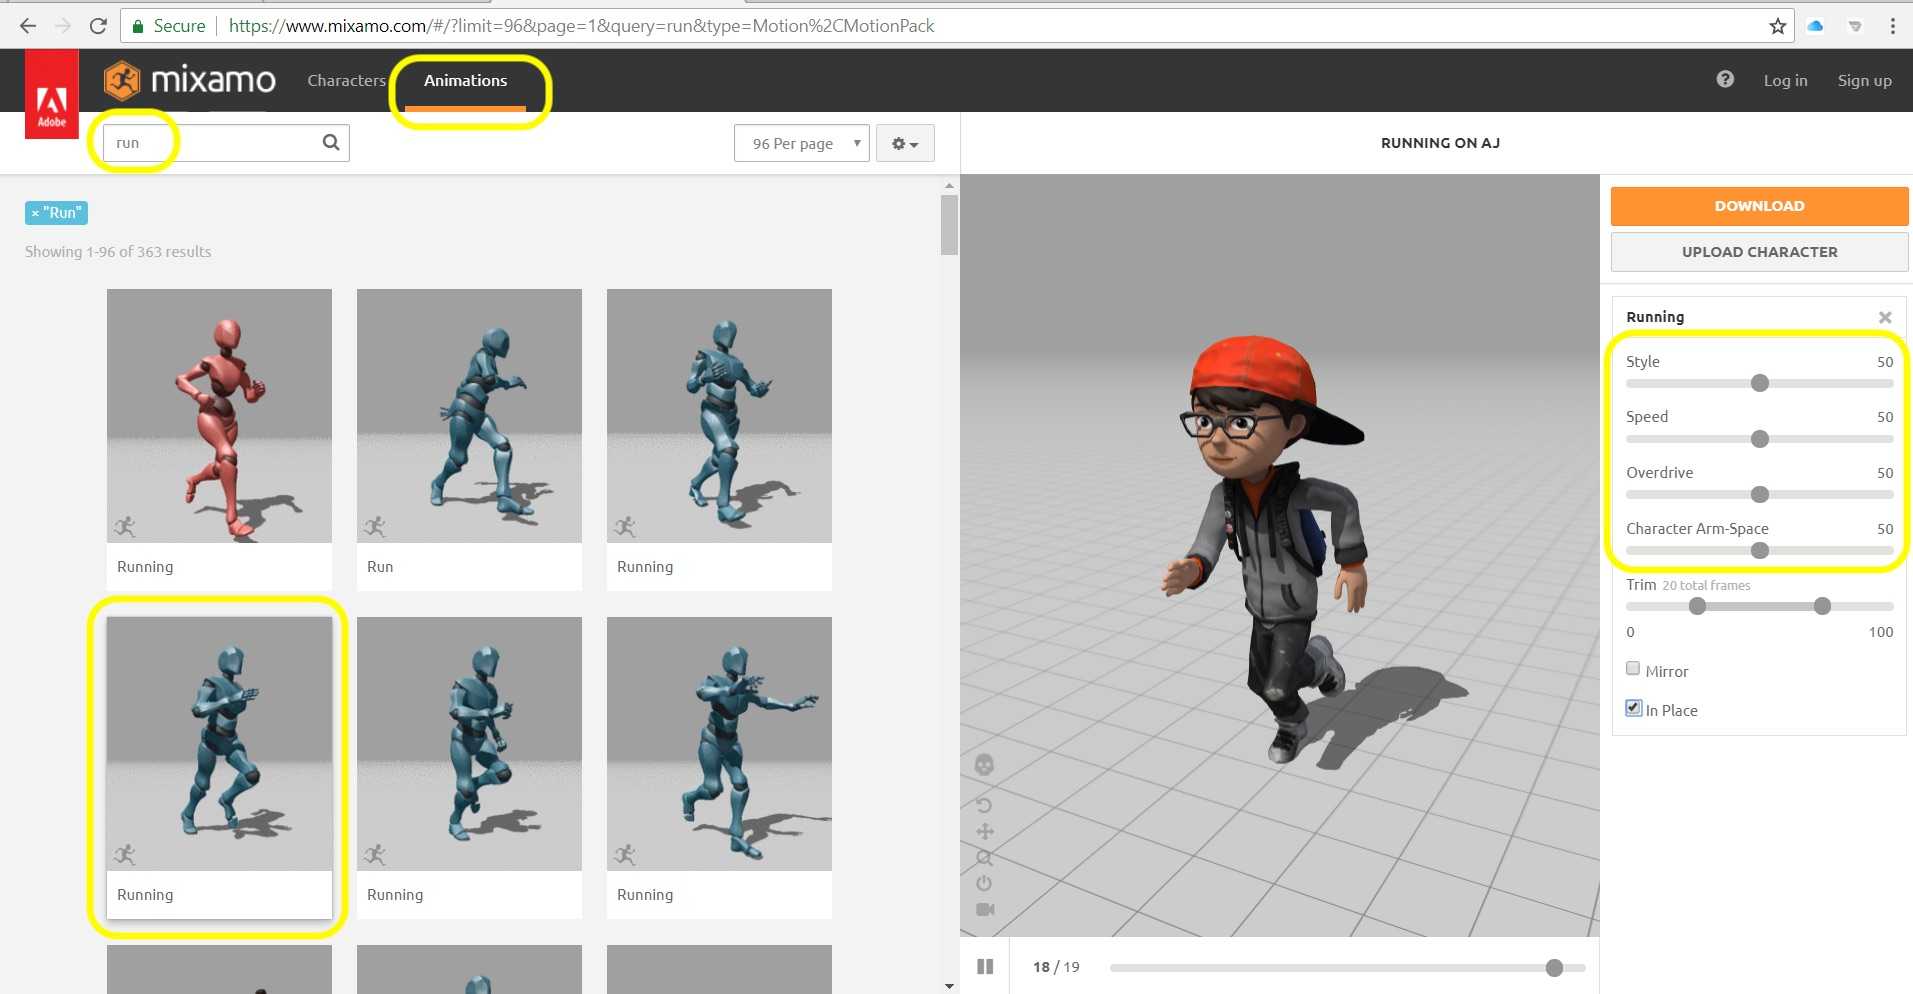 Secure
https://www.mixamo.com/#/?limit=96&page=1&query=run&type=Motion%2CMotionPack
Adobe
mixamo
Characters
Animations
? Log in Sign up
run
96 Per page
RUNNING ON AJ
× "Run"
Showing 1-96 of 363 results
Running
Run
Running
Running
Running
Running
DOWNLOAD
UPLOAD CHARACTER
Running
Style 50
Speed 50
Overdrive 50
Character Arm-Space 50
Trim 20 total frames
0 100
Mirror
In Place
18 / 19